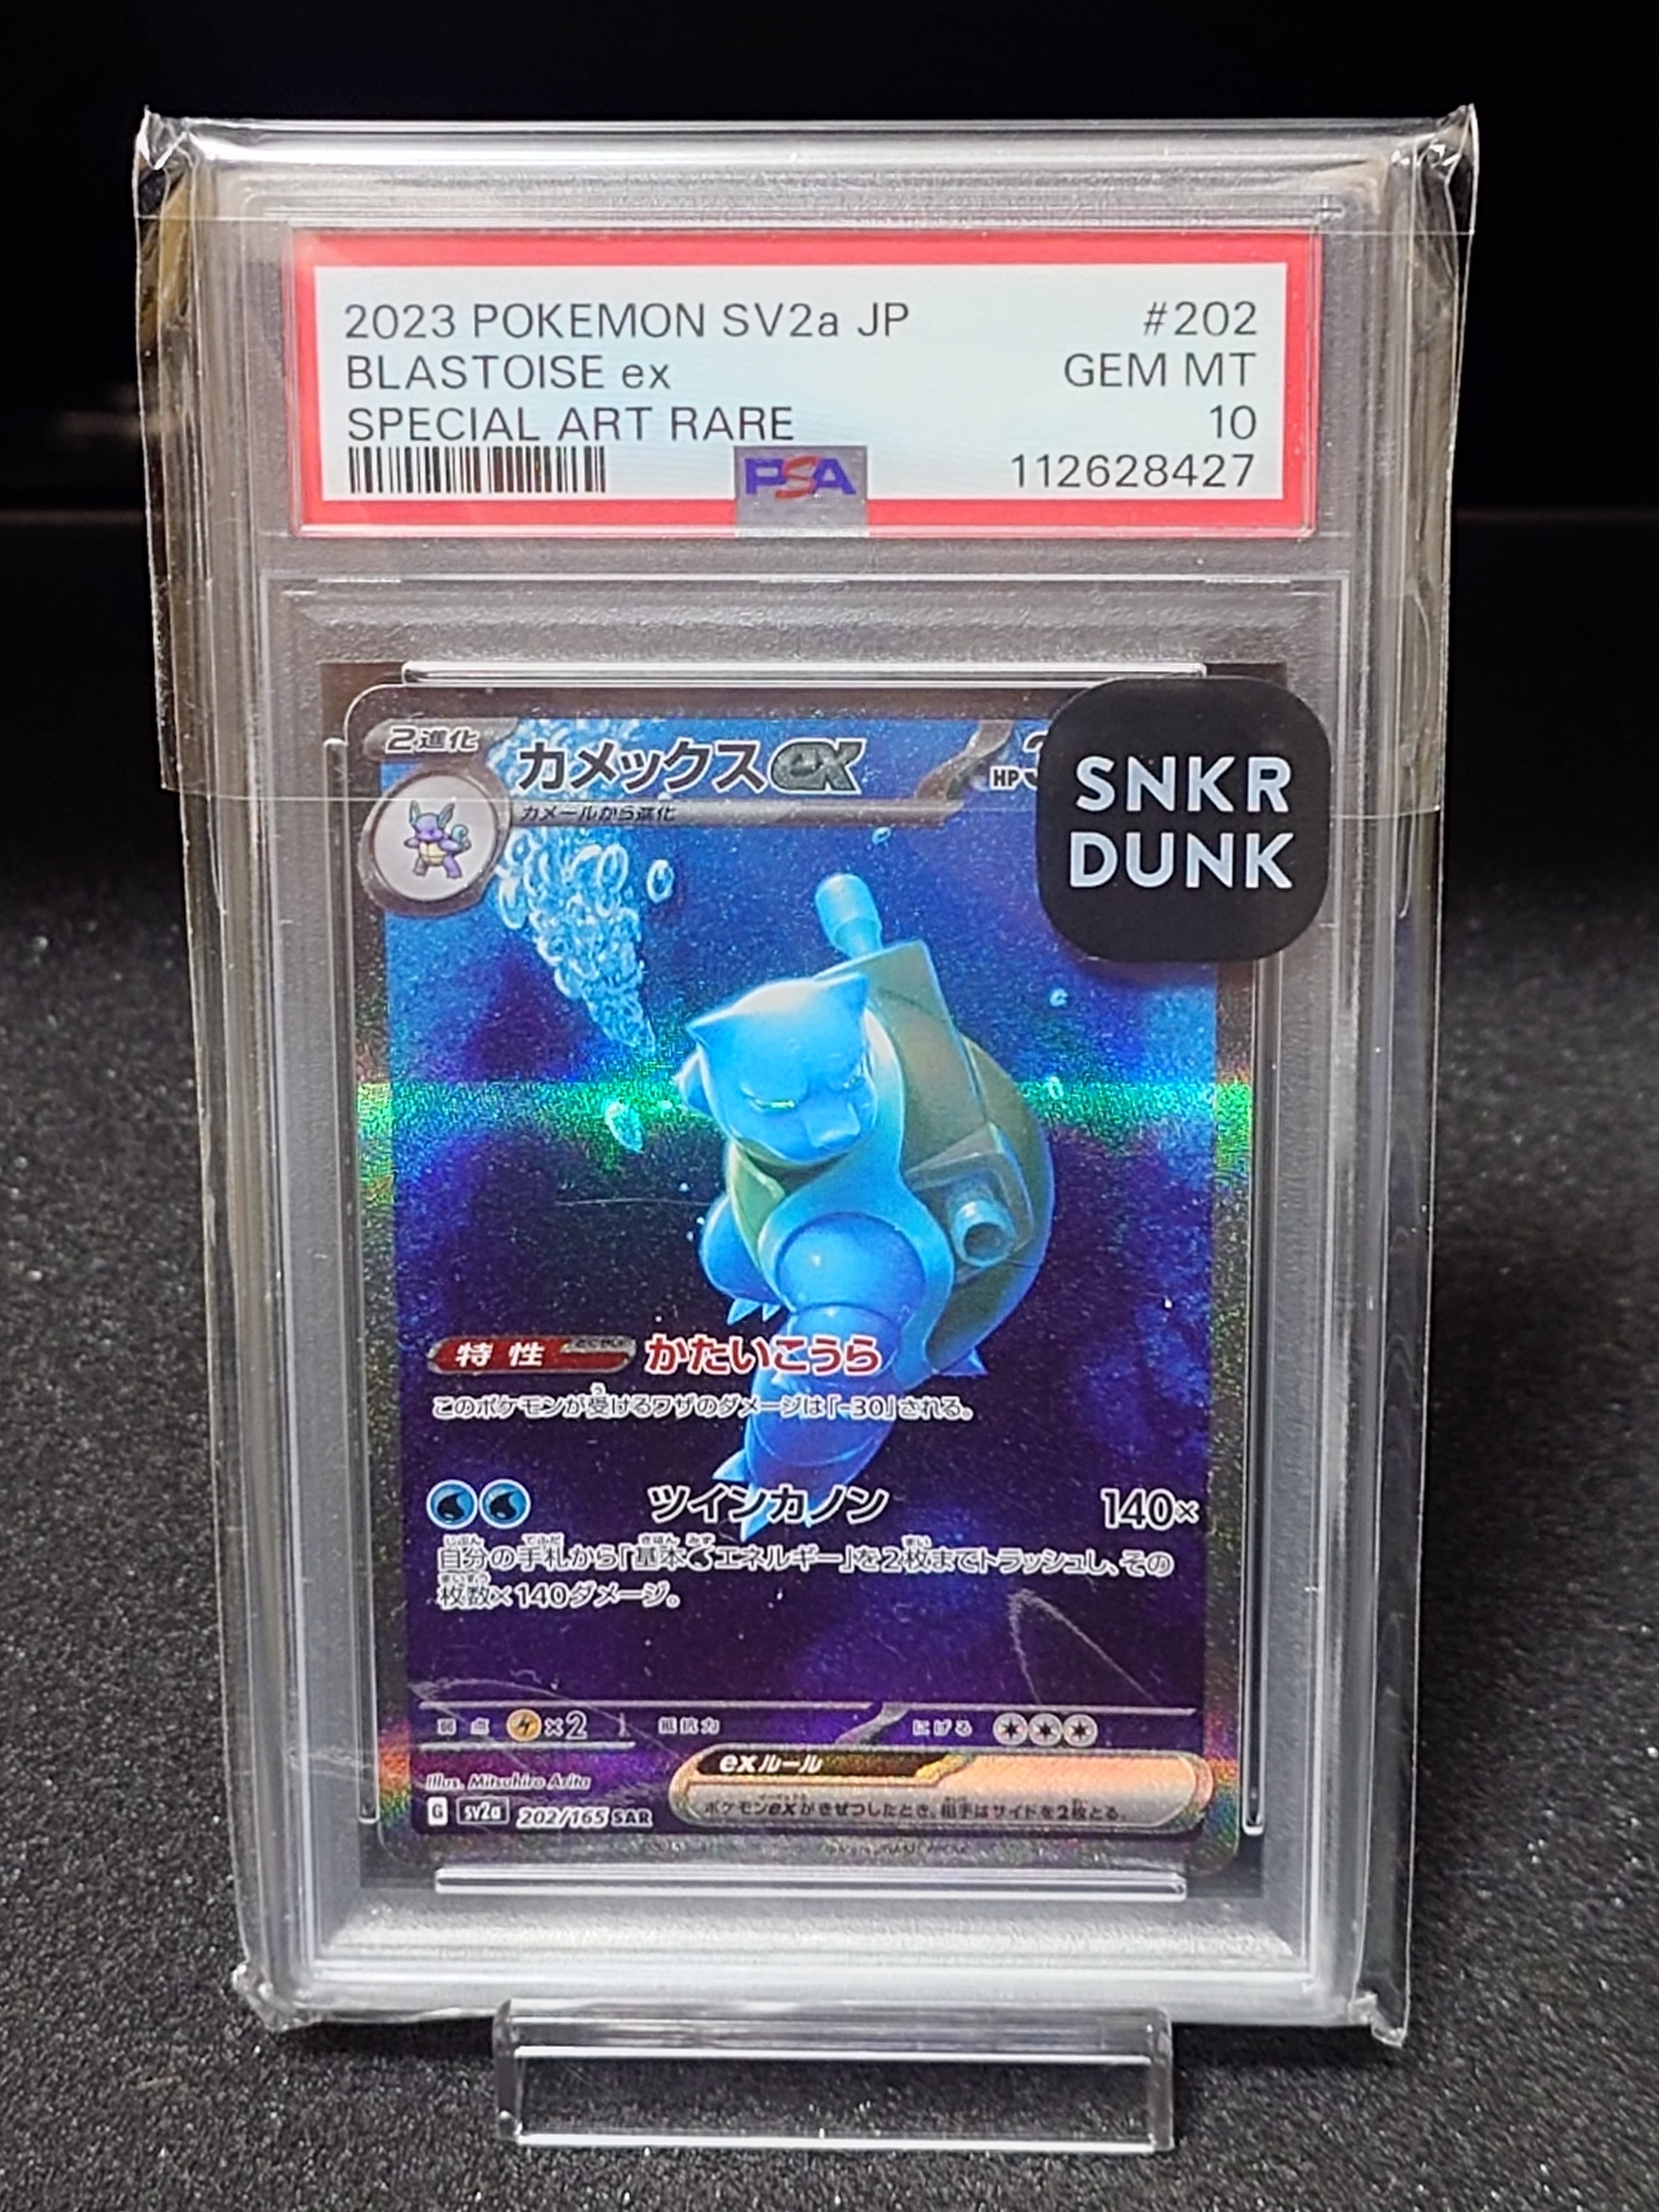 2023 POKEMON SV2a JP #202
BLASTOISE ex GEM MT
SPECIAL ART RARE 10
PSA 112628427
2進化 カメックスex HP
カメールから進化
SNKR
DUNK
特性 かたいこうら
このポケモンが受けるワザのダメージは「-30」される。
ツインカノン 140×
自分の手札から「基本 エネルギー」を2枚までトラッシュし、その
枚数×140ダメージ。
弱点 ×2 抵抗力 にげる
exルール
ポケモンexがきぜつしたとき、相手はサイドを2枚とる。
Illus. Mitsuhiro Arita
G sv2a 202/165 SAR